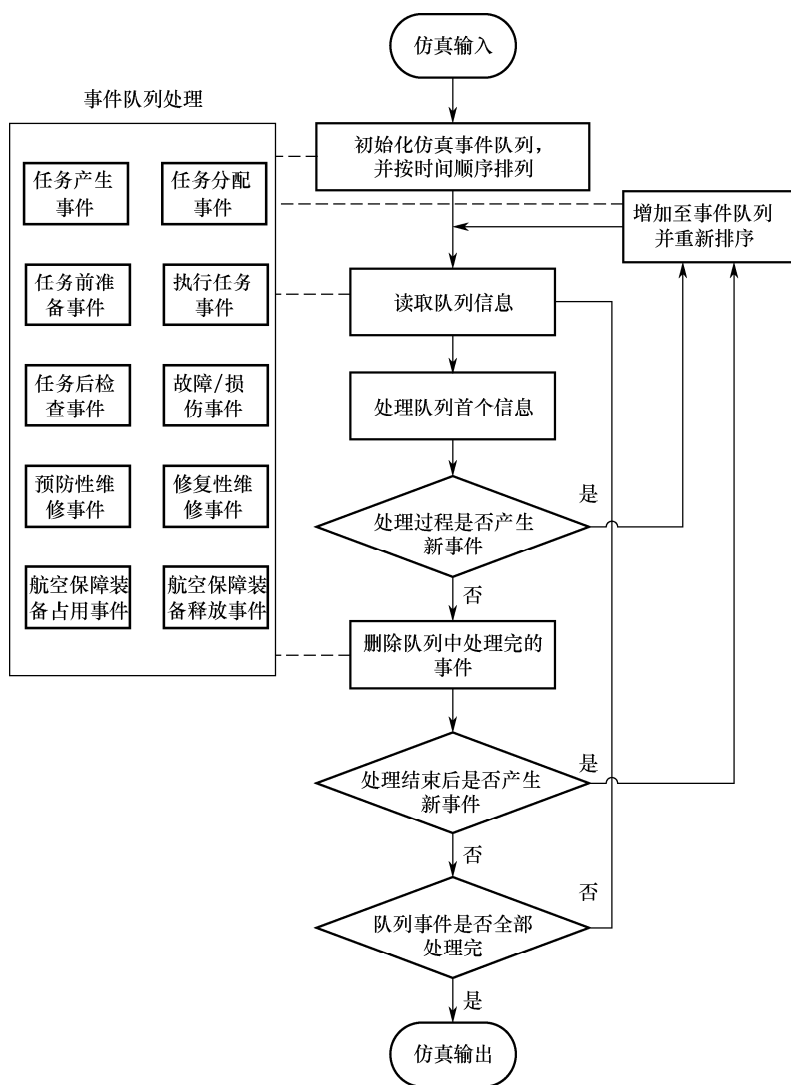 仿真输入
事件队列处理
初始化仿真事件队列，
并按时间顺序排列
任务产生
事件
任务分配
事件
增加至事件队列
并重新排序
任务前准
备事件
执行任务
事件
读取队列信息
任务后检
查事件
故障/损
伤事件
处理队列首个信息
预防性维
修事件
修复性维
修事件
是
处理过程是否产生
新事件
否
航空保障装
备占用事件
航空保障装
备释放事件
删除队列中处理完的
事件
是
处理结束后是否产生
新事件
否
否
队列事件是否全部
处理完
是
仿真输出